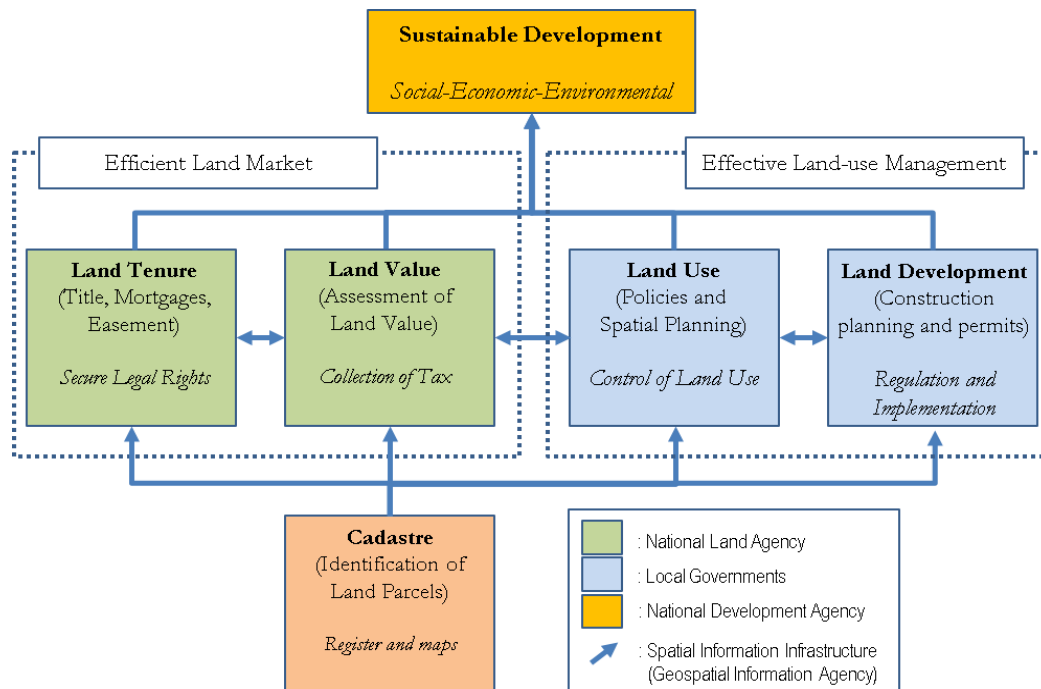 Sustainable Development
Social-Economic-Environmental
Efficient Land Market
Effective Land-use Management
Land Tenure
(Title, Mortgages,
Easement)
Secure Legal Rights
Land Value
(Assessment of
Land Value)
Collection of Tax
Land Use
(Policies and
Spatial Planning)
Control of Land Use
Land Development
(Construction
planning and permits)
Regulation and
Implementation
Cadastre
(Identification of
Land Parcels)
Register and maps
: National Land Agency
: Local Governments
: National Development Agency
: Spatial Information Infrastructure
(Geospatial Information Agency)